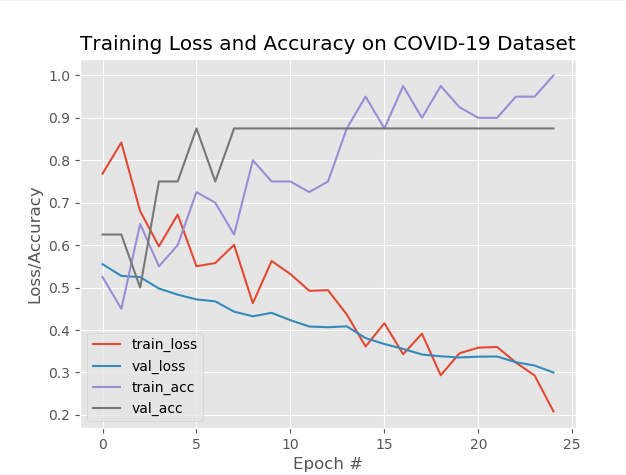 Training Loss and Accuracy on COVID-19 Dataset
1.0
0.9
0.8
0.7
0.6
0.5
0.4
0.3
0.2
Loss/Accuracy
train_loss
val_loss
train_acc
val_acc
0 5 10 15 20 25
Epoch #